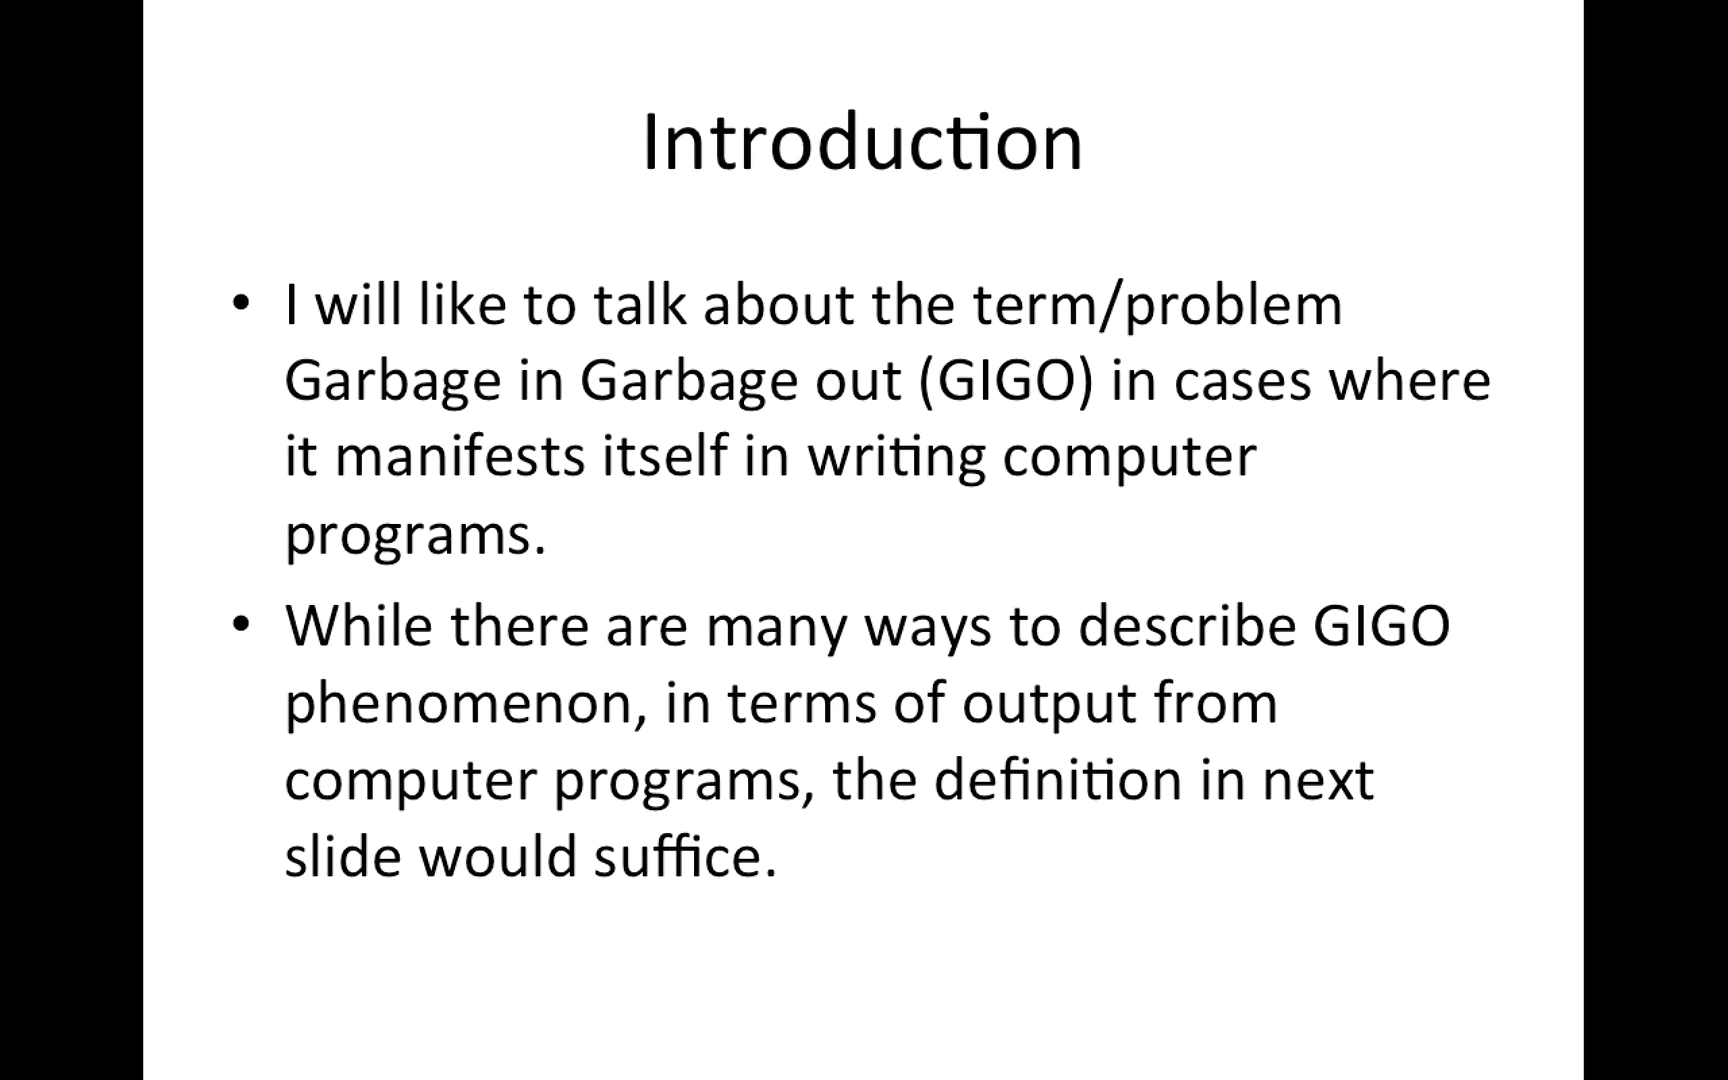 Introduction
• I will like to talk about the term/problem
Garbage in Garbage out (GIGO) in cases where
it manifests itself in writing computer
programs.
• While there are many ways to describe GIGO
phenomenon, in terms of output from
computer programs, the definition in next
slide would suffice.